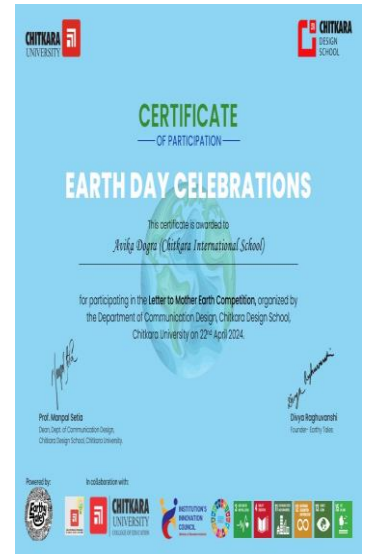 CHITKARA
UNIVERSITY
CHITKARA
DESIGN
SCHOOL
CERTIFICATE
OF PARTICIPATION
EARTH DAY CELEBRATIONS
This certificate is awarded to
Avika Dogra (Chitkara International School)
for participating in the Letter to Mother Earth Competition, organized by
the Department of Communication Design, Chitkara Design School,
Chitkara University on 22nd April 2024.
Prof. Manpal Setia
Dean, Dept. of Communication Design,
Chitkara Design School, Chitkara University.
Divya Raghuvanshi
Founder- Earthy Tales
Powered by:
In collaboration with:
Earthy
Tales
CHITKARA
UNIVERSITY
INSTITUTION'S
INNOVATION
COUNCIL